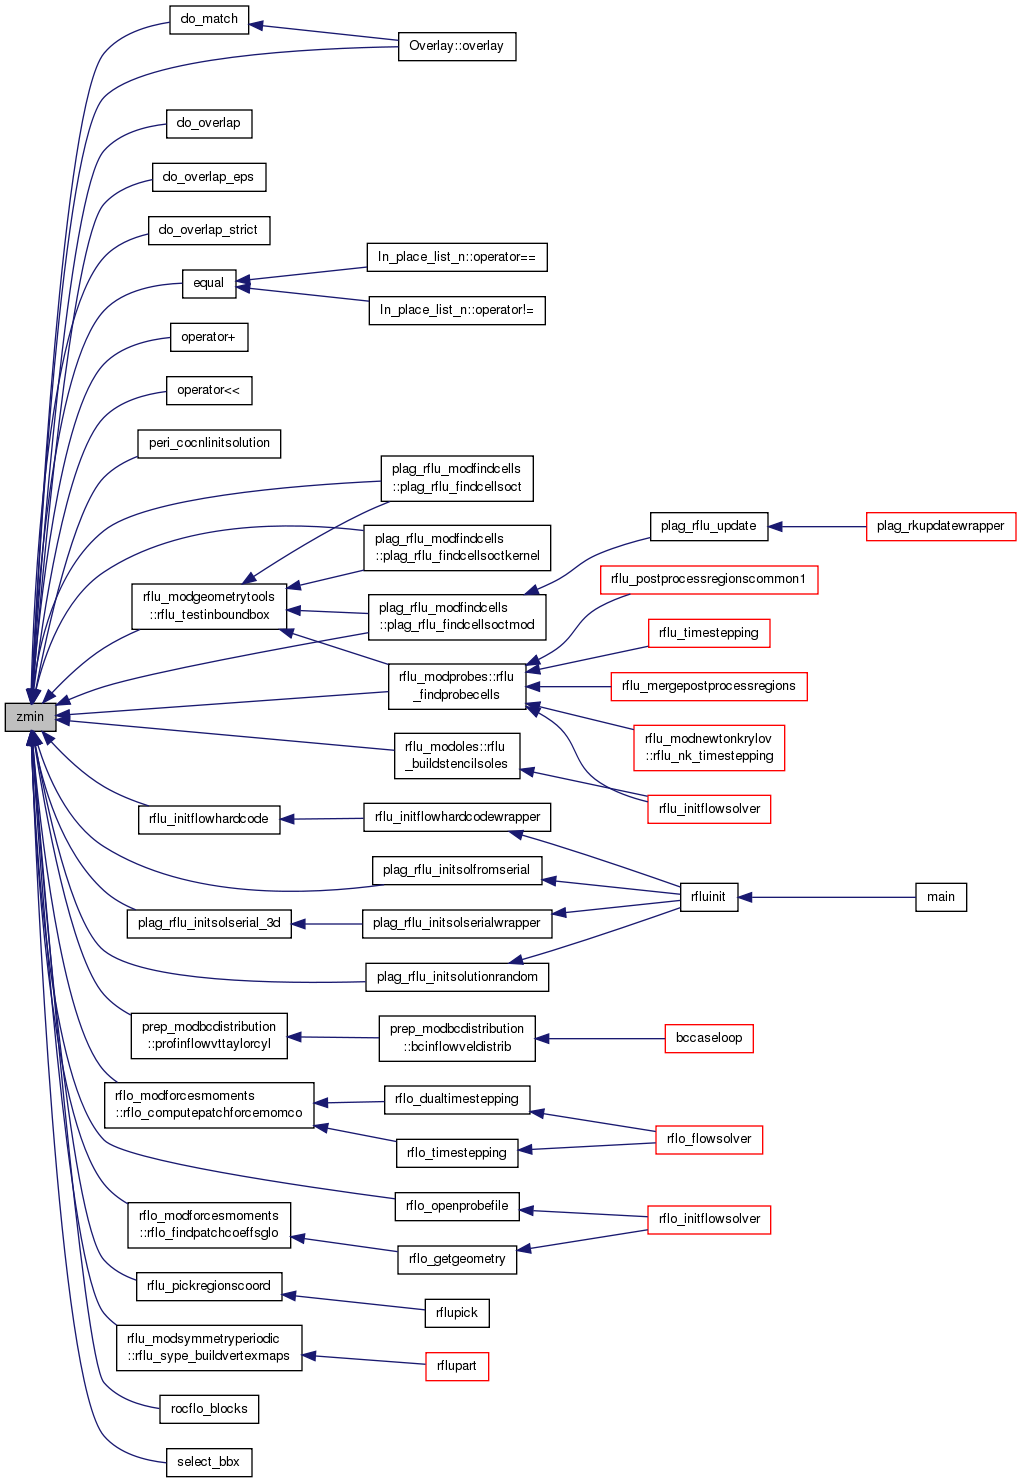 do_match
Overlay::overlay
do_overlap
do_overlap_eps
do_overlap_strict
In_place_list_n::operator==
equal
In_place_list_n::operator!=
operator+
operator<<
peri_cocnlinitsolution
plag_rflu_modfindcells
::plag_rflu_findcellsoct
plag_rflu_update
plag_rkupdatewrapper
plag_rflu_modfindcells
::plag_rflu_findcellsoctkernel
rflu_postprocessregionscommon1
rflu_modgeometrytools
::rflu_testinboundbox
plag_rflu_modfindcells
::plag_rflu_findcellsoctmod
rflu_timestepping
rflu_modprobes::rflu
_findprobecells
rflu_mergepostprocessregions
zmin
rflu_modnewtonkrylov
::rflu_nk_timestepping
rflu_modoles::rflu
_buildstencilsoles
rflu_initflowsolver
rflu_initflowhardcode
rflu_initflowhardcodewrapper
plag_rflu_initsolfromserial
rfluinit
main
plag_rflu_initsolserial_3d
plag_rflu_initsolserialwrapper
plag_rflu_initsolutionrandom
prep_modbcdistribution
::profinflowvttaylorcyl
prep_modbcdistribution
::bcinflowveldistrib
bccaseloop
rflo_modforcesmoments
::rflo_computepatchforcemomco
rflo_dualtimestepping
rflo_flowsolver
rflo_timestepping
rflo_openprobefile
rflo_modforcesmoments
::rflo_findpatchcoeffsglo
rflo_initflowsolver
rflo_getgeometry
rflu_pickregionscoord
rflupick
rflu_modsymmetryperiodic
::rflu_sype_buildvertexmaps
rflupart
rocflo_blocks
select_bbx